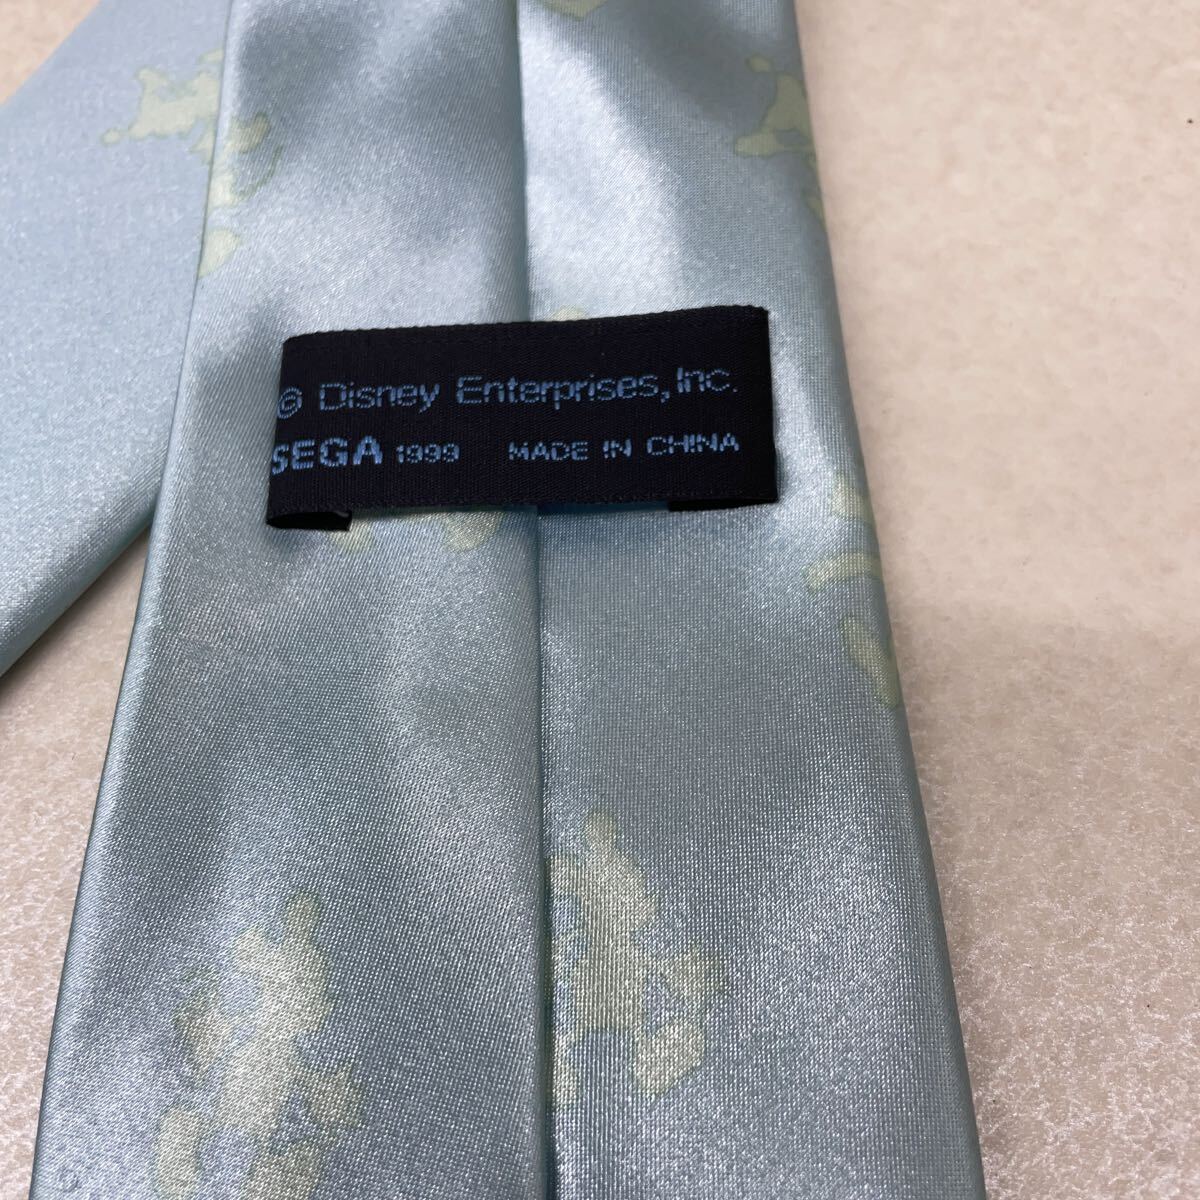 © Disney Enterprises, Inc.
SEGA 1999 MADE IN CHINA